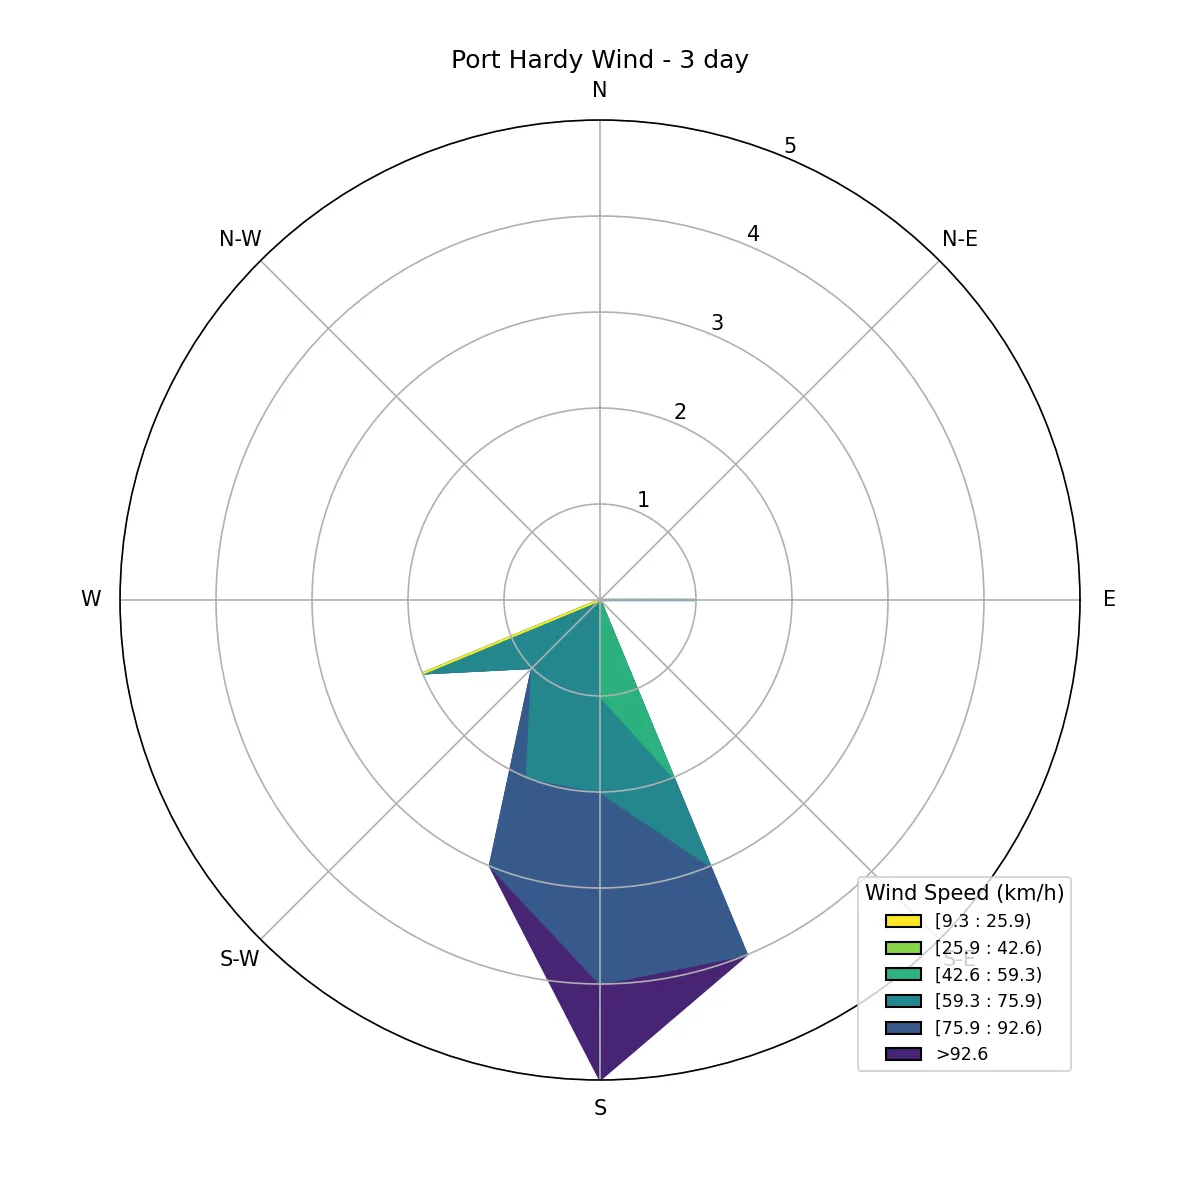 Port Hardy Wind - 3 day
N
5
N-W
4
N-E
3
2
1
W
E
S-W
S-E
S
Wind Speed (km/h)
[9.3 : 25.9)
[25.9 : 42.6)
[42.6 : 59.3)
[59.3 : 75.9)
[75.9 : 92.6)
>92.6